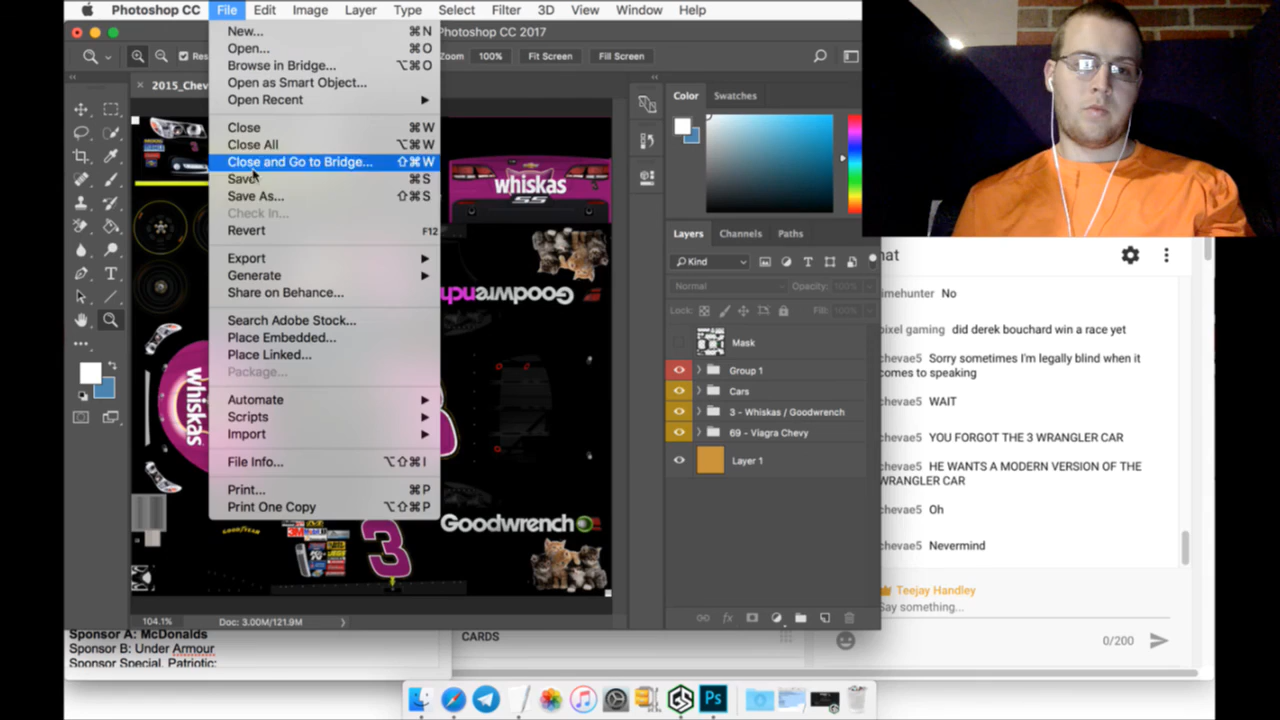 Photoshop CC File Edit Image Layer Type Select Filter 3D View Window Help
Photoshop CC 2017
Res
Zoom 100% Fit Screen Fill Screen
2015_Chev
New... ⌘N
Open... ⌘O
Browse in Bridge... ⌥⌘O
Open as Smart Object...
Open Recent
Close ⌘W
Close All ⌥⌘W
Close and Go to Bridge... ⇧⌘W
Save ⌘S
Save As... ⇧⌘S
Check In...
Revert F12
Export
Generate
Share on Behance...
Search Adobe Stock...
Place Embedded...
Place Linked...
Package...
Automate
Scripts
Import
File Info... ⌥⇧⌘I
Print... ⌘P
Print One Copy ⌥⇧⌘P
whiskas
SS
Goodwrench
whiskas
Goodwrench
3
104.1% Doc: 3.00M/121.9M
Color Swatches
Layers Channels Paths
Kind
Normal Opacity: 100%
Lock: Fill: 100%
Mask
Group 1
Cars
3 - Whiskas / Goodwrench
69 - Viagra Chevy
Layer 1
hat
imehunter No
pixel gaming did derek bouchard win a race yet
chevae5 Sorry sometimes I'm legally blind when it
comes to speaking
chevae5 WAIT
chevae5 YOU FORGOT THE 3 WRANGLER CAR
chevae5 HE WANTS A MODERN VERSION OF THE
WRANGLER CAR
chevae5 Oh
chevae5 Nevermind
Teejay Handley
Say something...
0/200
Sponsor A: McDonalds
Sponsor B: Under Armour
Sponsor Special, Patriotic:
CARDS
Ps